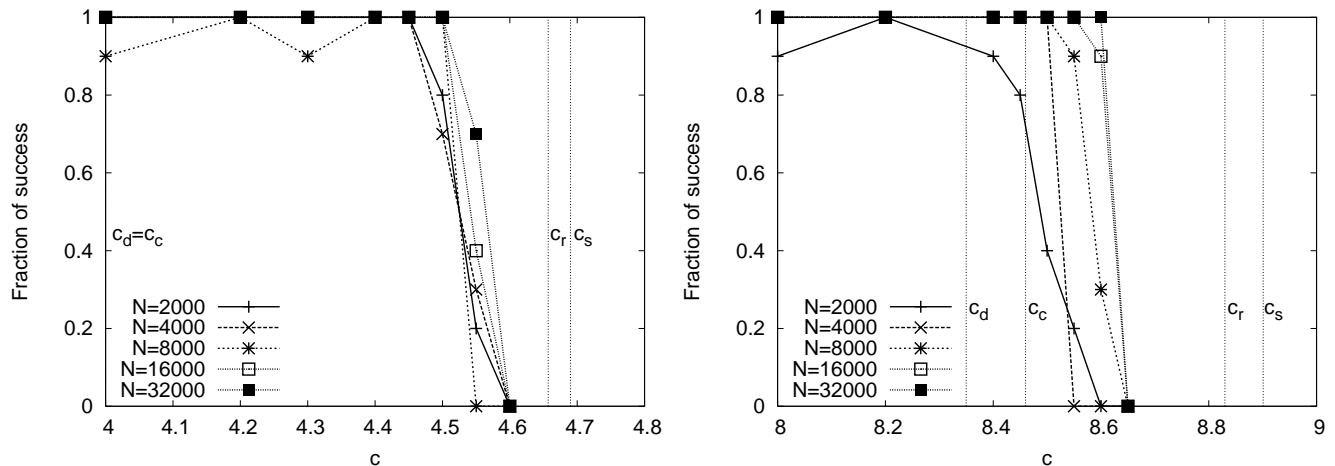 Fraction of success
1
0.8
0.6
0.4
0.2
0
c_d=c_c
c_r
c_s
N=2000
N=4000
N=8000
N=16000
N=32000
4 4.1 4.2 4.3 4.4 4.5 4.6 4.7 4.8
c
Fraction of success
1
0.8
0.6
0.4
0.2
0
N=2000
N=4000
N=8000
N=16000
N=32000
c_d
c_c
c_r
c_s
8 8.2 8.4 8.6 8.8 9
c